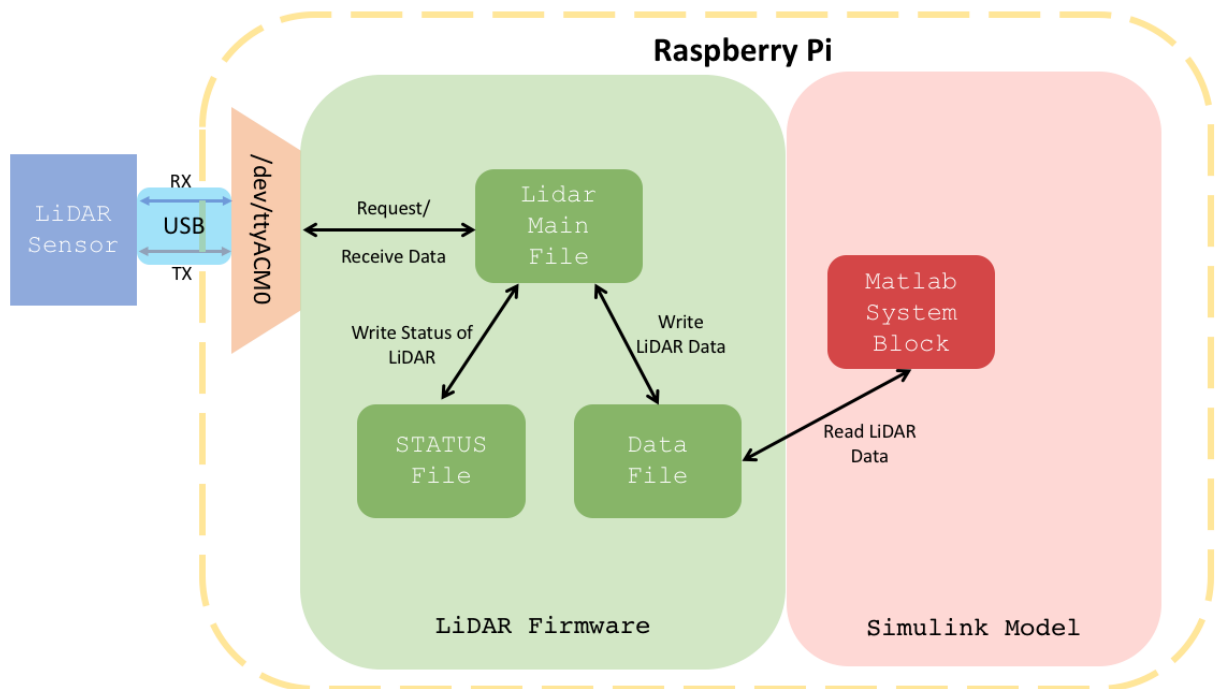 Raspberry Pi
LiDAR
Sensor
RX
USB
TX
/dev/ttyACM0
Request/
Receive Data
Lidar
Main
File
Write Status of
LiDAR
Write
LiDAR Data
STATUS
File
Data
File
Matlab
System
Block
Read LiDAR
Data
LiDAR Firmware
Simulink Model